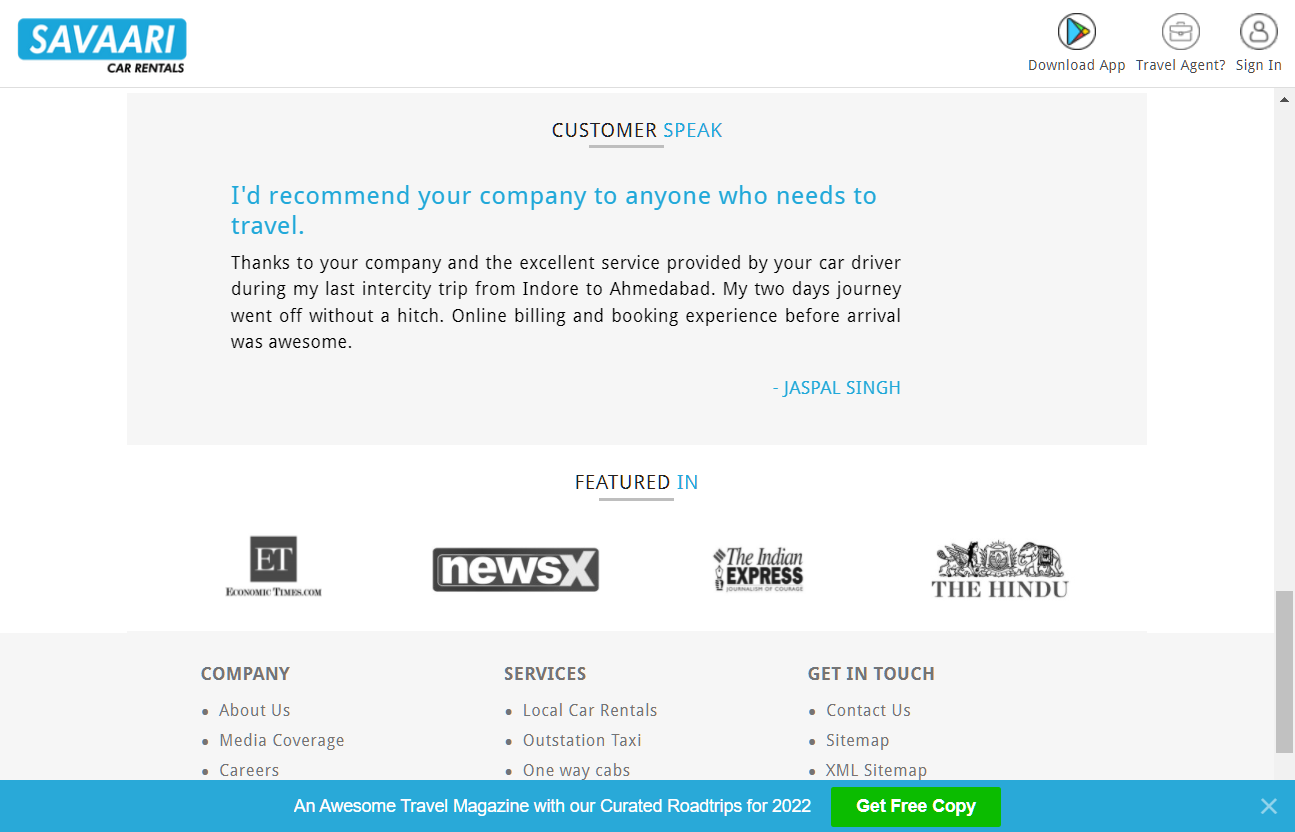 SAVAARI
CAR RENTALS
Download App
Travel Agent?
Sign In
CUSTOMER SPEAK
I'd recommend your company to anyone who needs to
travel.
Thanks to your company and the excellent service provided by your car driver
during my last intercity trip from Indore to Ahmedabad. My two days journey
went off without a hitch. Online billing and booking experience before arrival
was awesome.
- JASPAL SINGH
FEATURED IN
ET
ECONOMIC TIMES.COM
newsX
The Indian
EXPRESS
JOURNALISM OF COURAGE
THE HINDU
COMPANY
About Us
Media Coverage
Careers
SERVICES
Local Car Rentals
Outstation Taxi
One way cabs
GET IN TOUCH
Contact Us
Sitemap
XML Sitemap
An Awesome Travel Magazine with our Curated Roadtrips for 2022
Get Free Copy